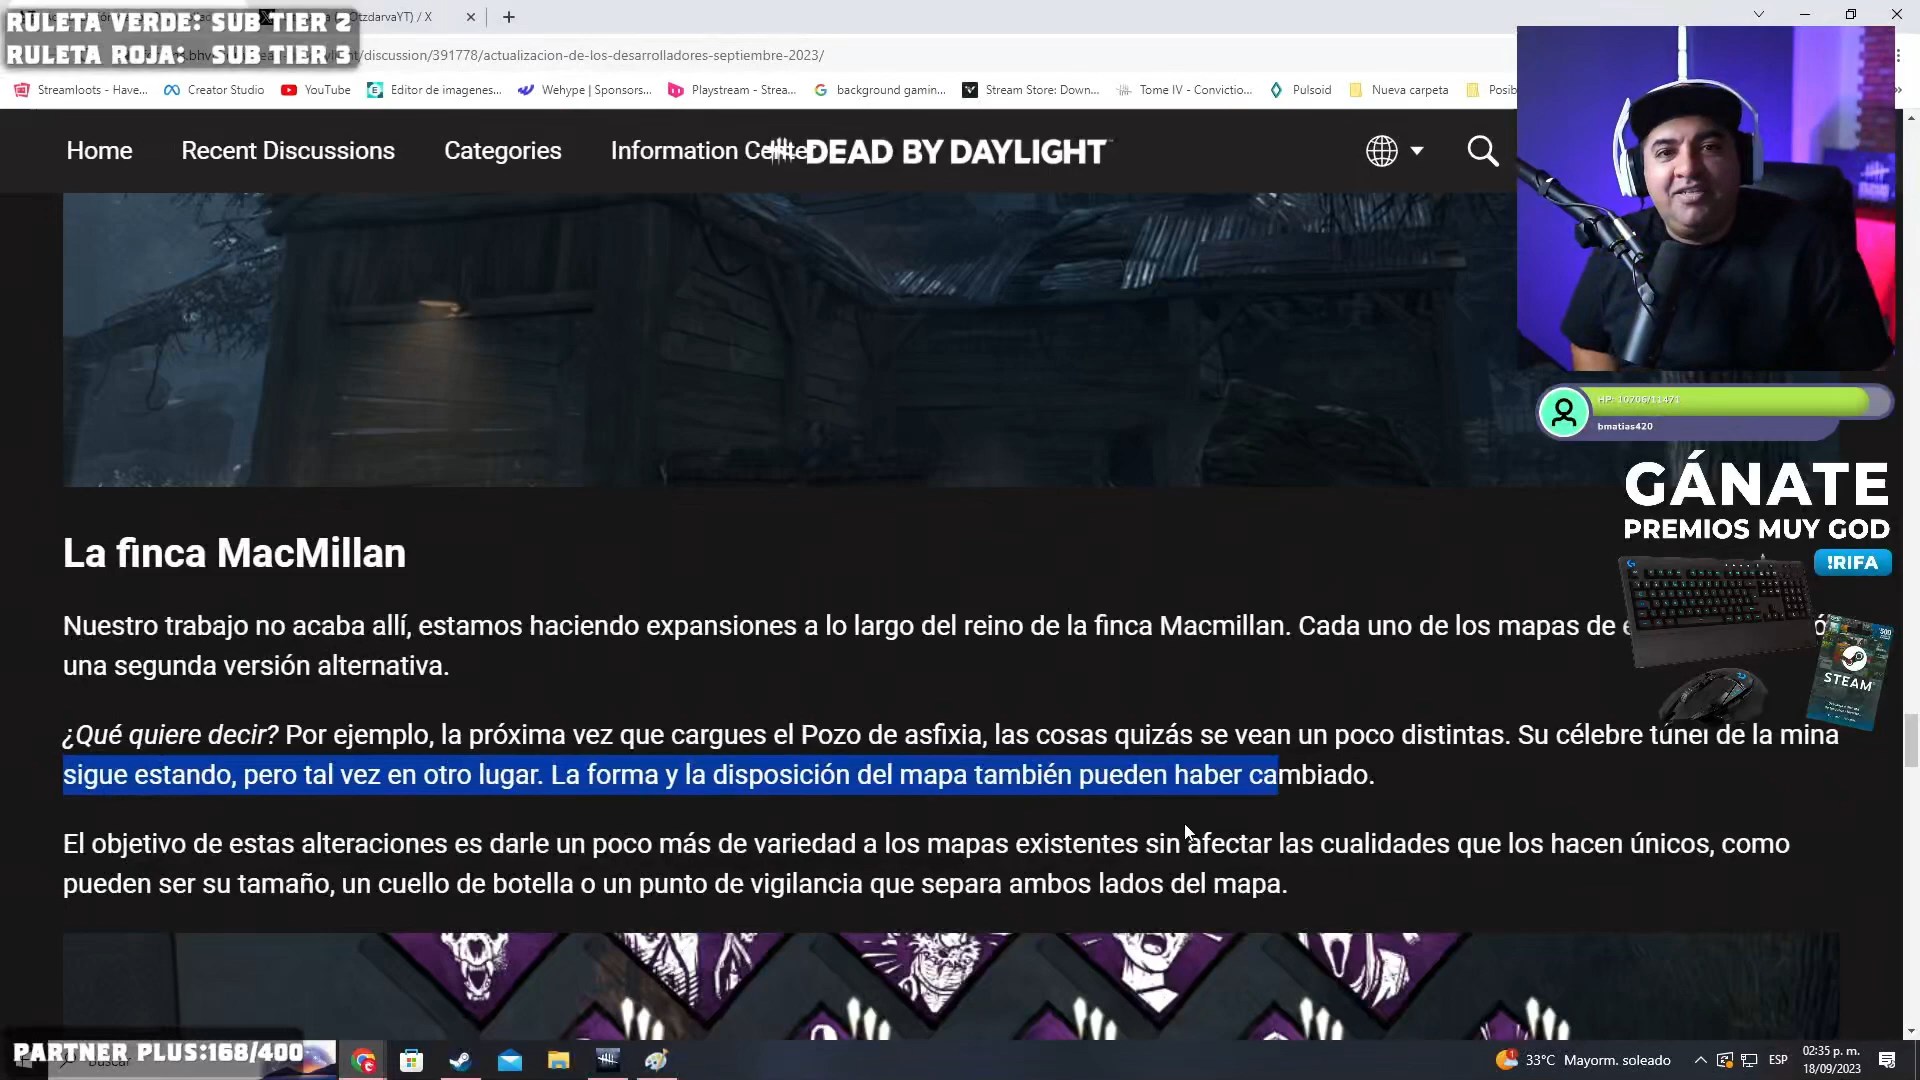 RULETA VERDE: SUB TIER 2
RULETA ROJA: SUB TIER 3
OtzdarvaYT) / X
/discussion/391778/actualizacion-de-los-desarrolladores-septiembre-2023/
Streamloots - Have...
Creator Studio
YouTube
Editor de imagenes...
Wehype | Sponsors...
Playstream - Strea...
background gamin...
Stream Store: Down...
Tome IV - Convictio...
Pulsoid
Nueva carpeta
Posib
Home
Recent Discussions
Categories
Information Center
DEAD BY DAYLIGHT
HP: 10706/11471
bmatias420
GÁNATE
PREMIOS MUY GOD
!RIFA
STEAM
La finca MacMillan
Nuestro trabajo no acaba allí, estamos haciendo expansiones a lo largo del reino de la finca Macmillan. Cada uno de los mapas de
una segunda versión alternativa.
¿Qué quiere decir? Por ejemplo, la próxima vez que cargues el Pozo de asfixia, las cosas quizás se vean un poco distintas. Su célebre túnel de la mina
sigue estando, pero tal vez en otro lugar. La forma y la disposición del mapa también pueden haber cambiado.
El objetivo de estas alteraciones es darle un poco más de variedad a los mapas existentes sin afectar las cualidades que los hacen únicos, como
pueden ser su tamaño, un cuello de botella o un punto de vigilancia que separa ambos lados del mapa.
PARTNER PLUS:168/400
Buscar
33°C Mayorm. soleado
ESP
02:35 p. m.
18/09/2023